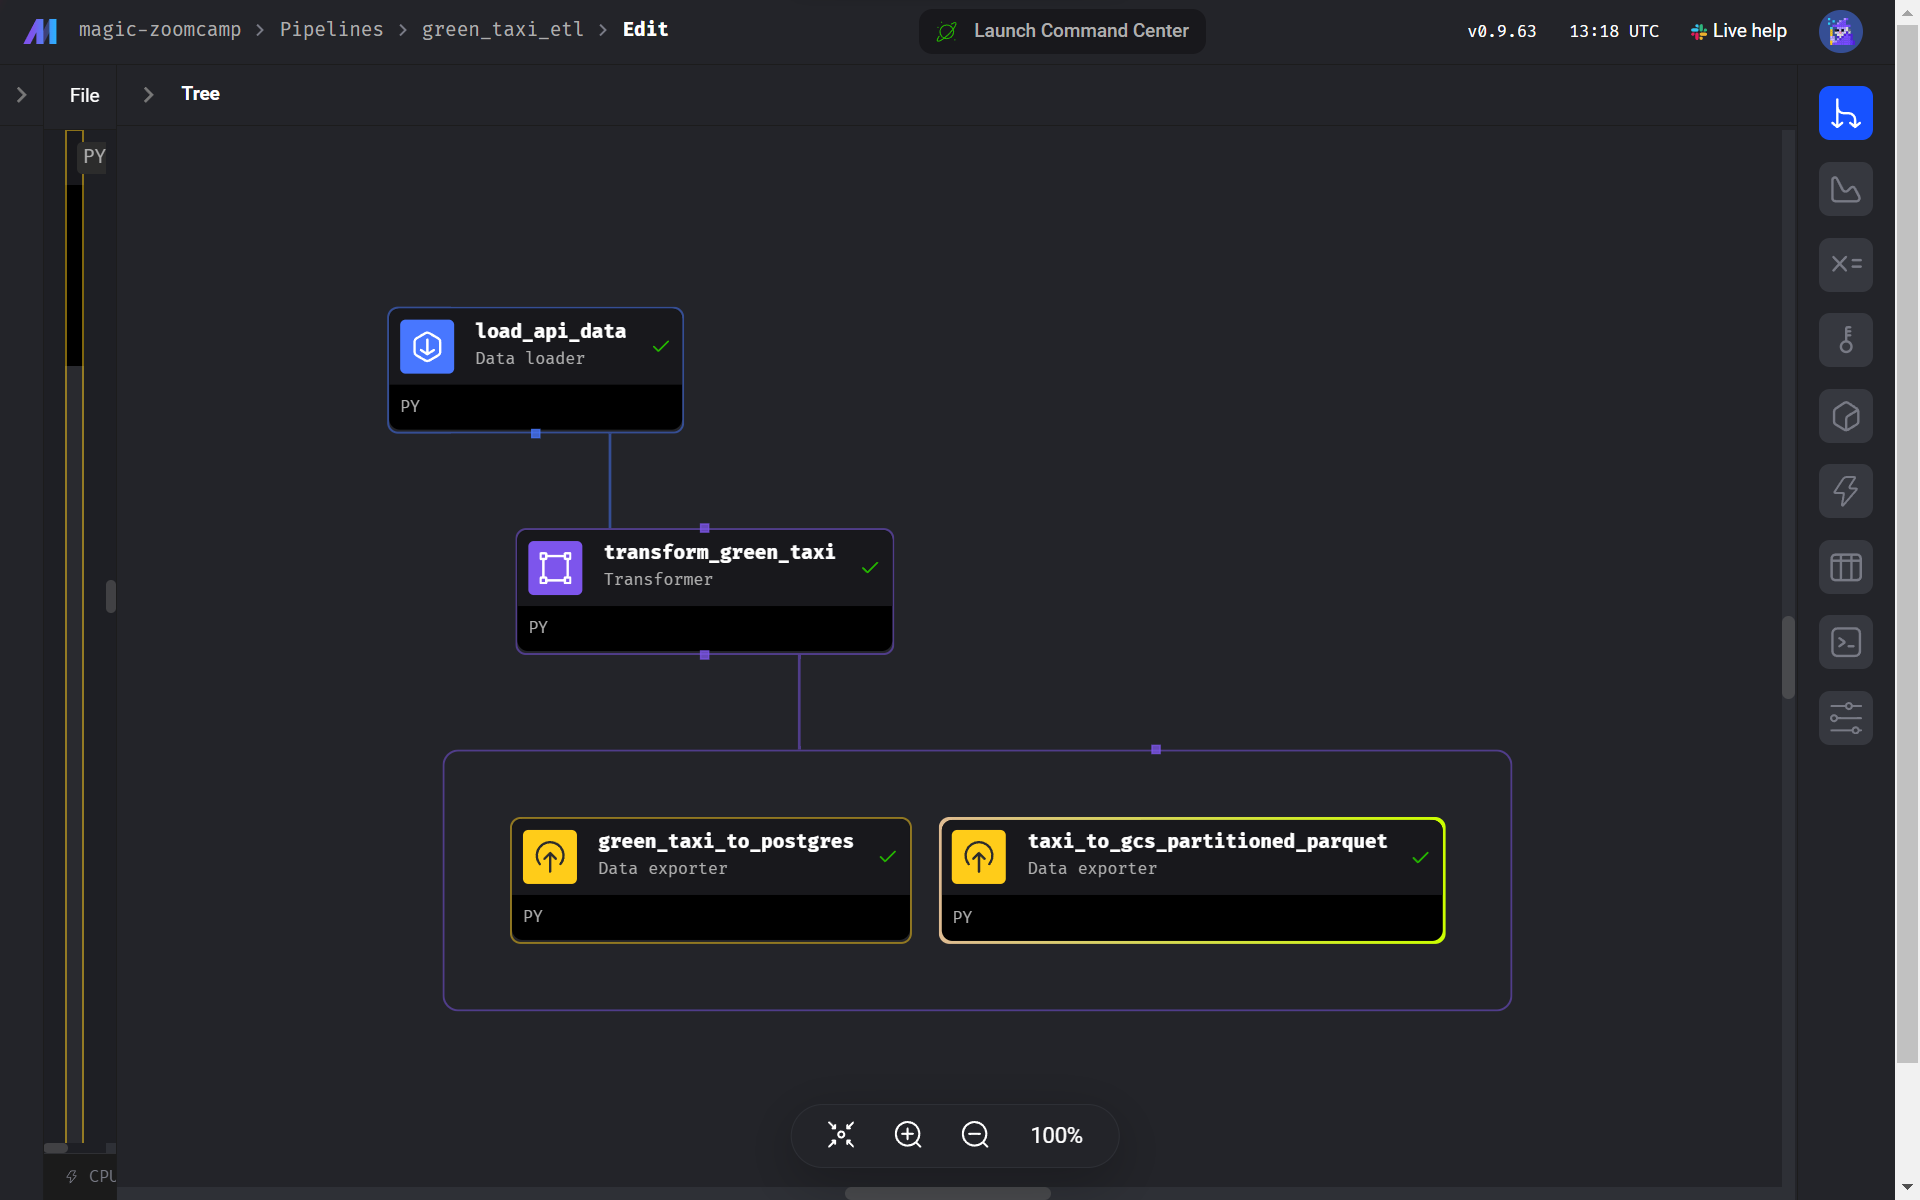 magic-zoomcamp > Pipelines > green_taxi_etl > Edit
Launch Command Center
v0.9.63
13:18 UTC
Live help
File
Tree
PY
load_api_data
Data loader
PY
transform_green_taxi
Transformer
PY
green_taxi_to_postgres
Data exporter
PY
taxi_to_gcs_partitioned_parquet
Data exporter
PY
100%
CPU